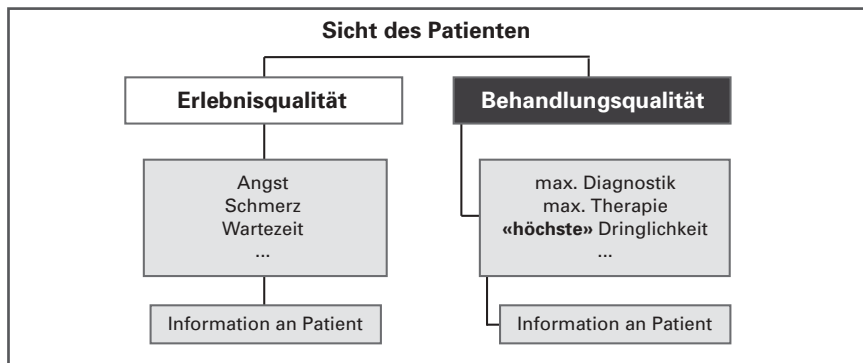 Sicht des Patienten
Erlebnisqualität
Angst
Schmerz
Wartezeit
...
Information an Patient
Behandlungsqualität
max. Diagnostik
max. Therapie
«höchste» Dringlichkeit
...
Information an Patient